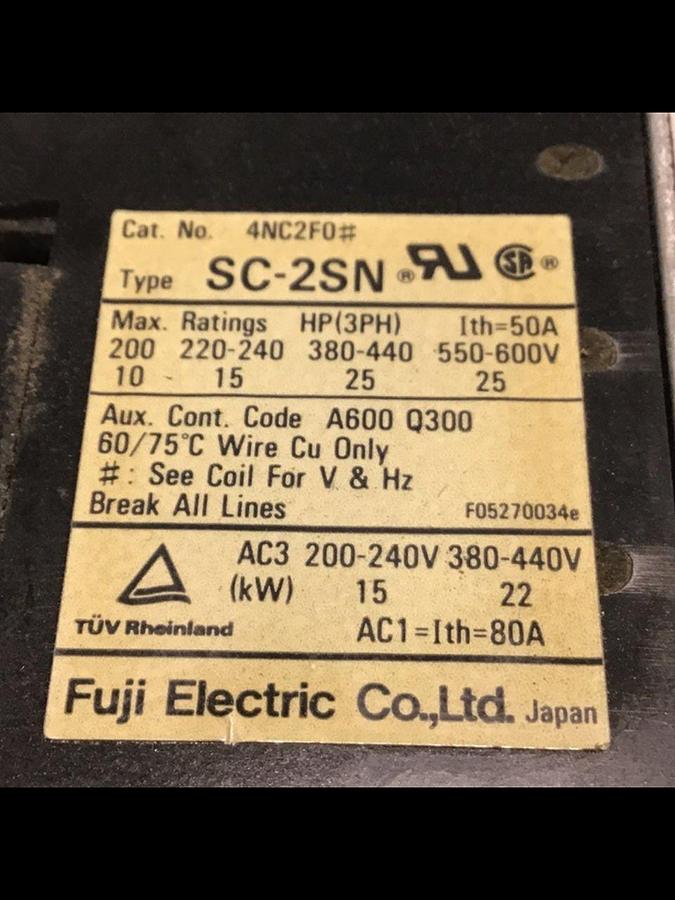 Cat. No. 4NC2F0#
Type SC-2SN ® RU SA ®
Max. Ratings HP(3PH) Ith=50A
200 220-240 380-440 550-600V
10 - 15 25 25
Aux. Cont. Code A600 Q300
60/75°C Wire Cu Only
#: See Coil For V & Hz
Break All Lines F05270034e
AC3 200-240V 380-440V
(kW) 15 22
TÜV Rheinland AC1=Ith=80A
Fuji Electric Co.,Ltd. Japan